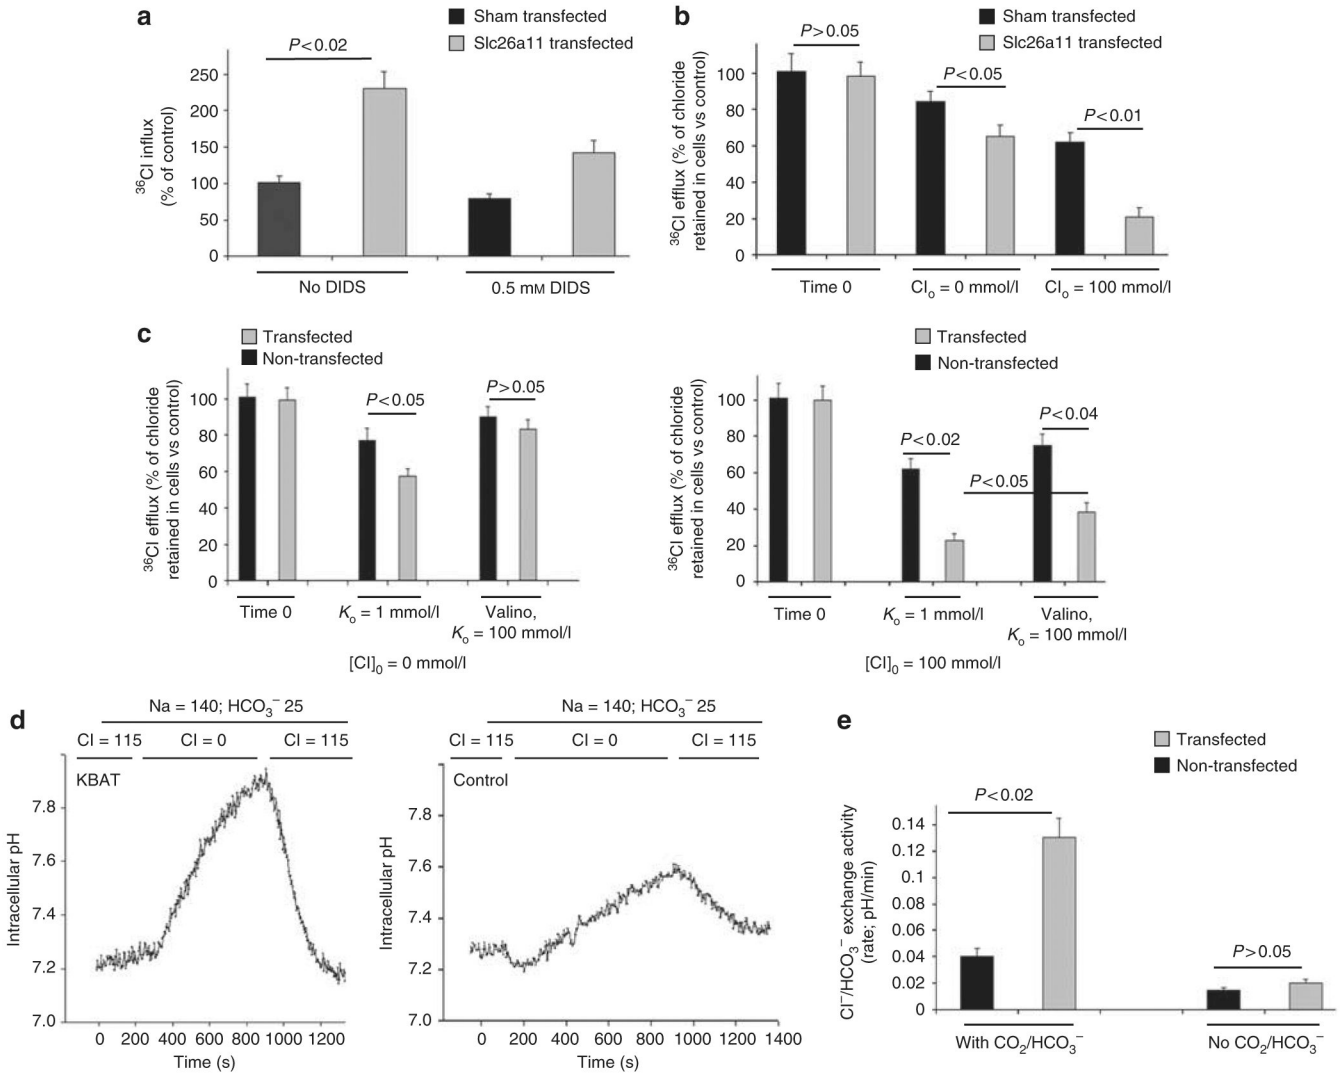 a
Sham transfected
Slc26a11 transfected
P<0.02
250
200
150
100
50
0
³⁶Cl influx
(% of control)
No DIDS
0.5 mM DIDS
b
Sham transfected
Slc26a11 transfected
P>0.05
P<0.05
P<0.01
100
80
60
40
20
0
³⁶Cl efflux (% of chloride
retained in cells vs control)
Time 0
Clₒ = 0 mmol/l
Clₒ = 100 mmol/l
c
Transfected
Non-transfected
P<0.05
P>0.05
100
80
60
40
20
0
³⁶Cl efflux (% of chloride
retained in cells vs control)
Time 0
Kₒ = 1 mmol/l
Valino,
Kₒ = 100 mmol/l
[Cl]₀ = 0 mmol/l
Transfected
Non-transfected
P<0.02
P<0.04
P<0.05
100
80
60
40
20
0
³⁶Cl efflux (% of chloride
retained in cells vs control)
Time 0
Kₒ = 1 mmol/l
Valino,
Kₒ = 100 mmol/l
[Cl]₀ = 100 mmol/l
d
Na = 140; HCO₃⁻ 25
Cl = 115 Cl = 0 Cl = 115
KBAT
7.8
7.6
7.4
7.2
7.0
Intracellular pH
0 200 400 600 800 1000 1200
Time (s)
Na = 140; HCO₃⁻ 25
Cl = 115 Cl = 0 Cl = 115
Control
7.8
7.6
7.4
7.2
7.0
Intracellular pH
0 200 400 600 800 1000 1200 1400
Time (s)
e
Transfected
Non-transfected
P<0.02
P>0.05
0.14
0.12
0.1
0.08
0.06
0.04
0.02
0
Cl⁻/HCO₃⁻ exchange activity
(rate; pH/min)
With CO₂/HCO₃⁻
No CO₂/HCO₃⁻